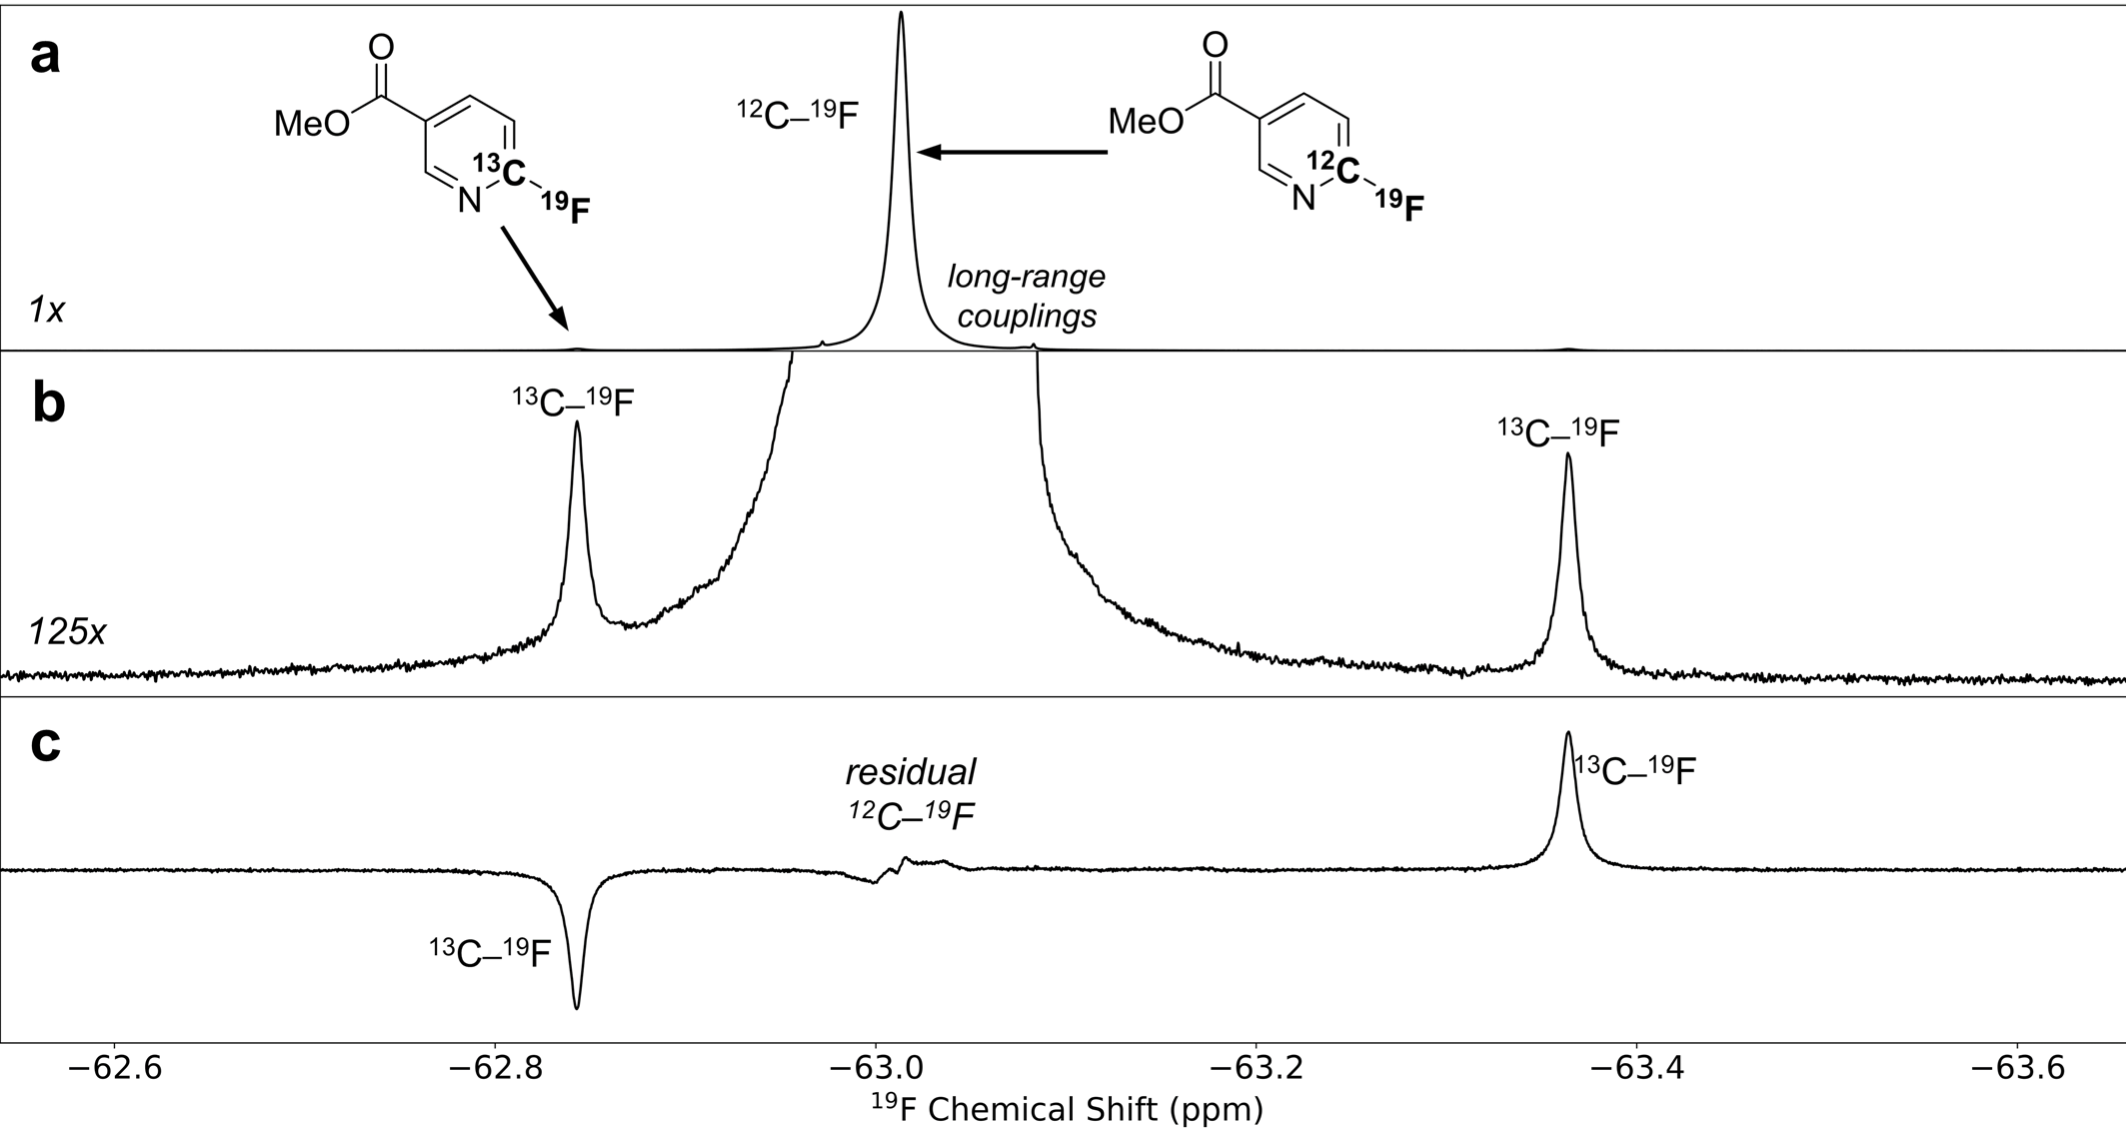 a
O
MeO
N
¹³C
¹⁹F
¹²C–¹⁹F
O
MeO
N
¹²C
¹⁹F
long-range
couplings
1x
b
¹³C–¹⁹F
¹³C–¹⁹F
125x
c
residual
¹²C–¹⁹F
¹³C–¹⁹F
¹³C–¹⁹F
−62.6 −62.8 −63.0 −63.2 −63.4 −63.6
¹⁹F Chemical Shift (ppm)